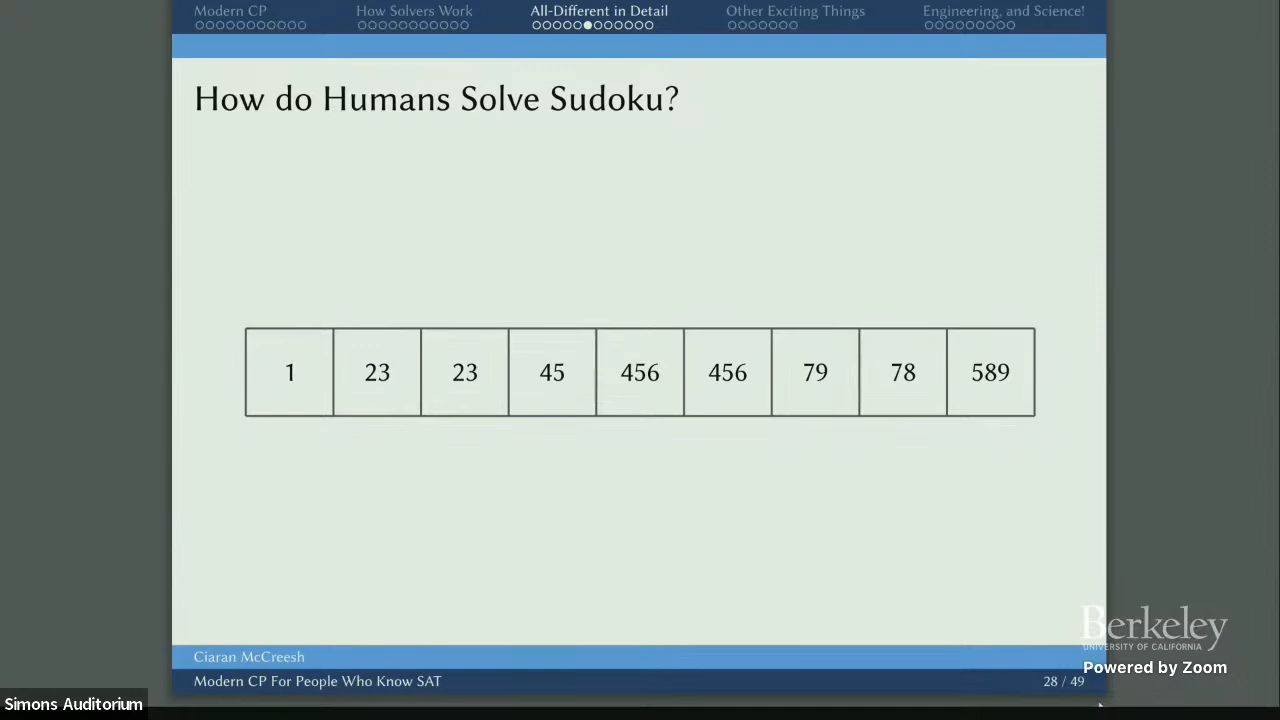 Modern CP
How Solvers Work
All-Different in Detail
Other Exciting Things
Engineering, and Science!
How do Humans Solve Sudoku?
1 23 23 45 456 456 79 78 589
Berkeley
UNIVERSITY OF CALIFORNIA
Powered by Zoom
Ciaran McCreesh
Modern CP For People Who Know SAT
28 / 49
Simons Auditorium